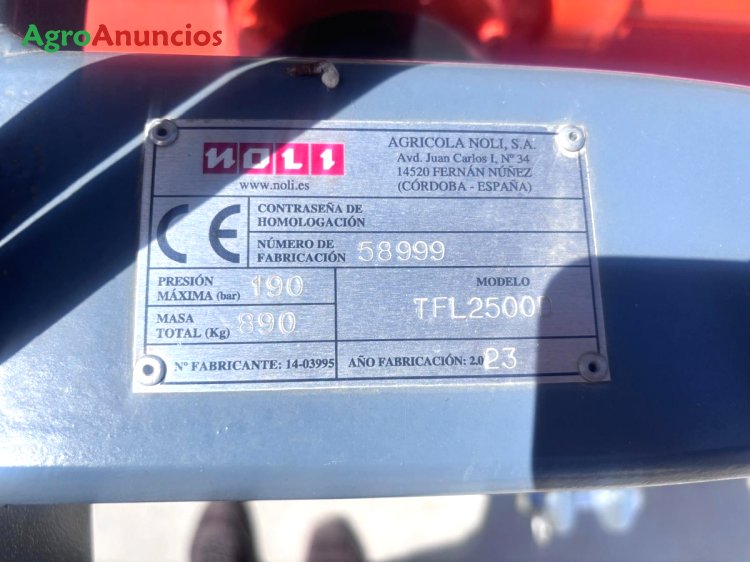 AgroAnuncios
NOLI
www.noli.es
AGRICOLA NOLI, S.A.
Avd. Juan Carlos I, Nº 34
14520 FERNÁN NÚÑEZ
(CÓRDOBA - ESPAÑA)
CE
CONTRASEÑA DE
HOMOLOGACIÓN
NÚMERO DE
FABRICACIÓN 58999
PRESIÓN
MÁXIMA (bar) 190
MASA
TOTAL (Kg) 890
MODELO
TFL2500D
Nº FABRICANTE: 14-03995
AÑO FABRICACIÓN: 2.023